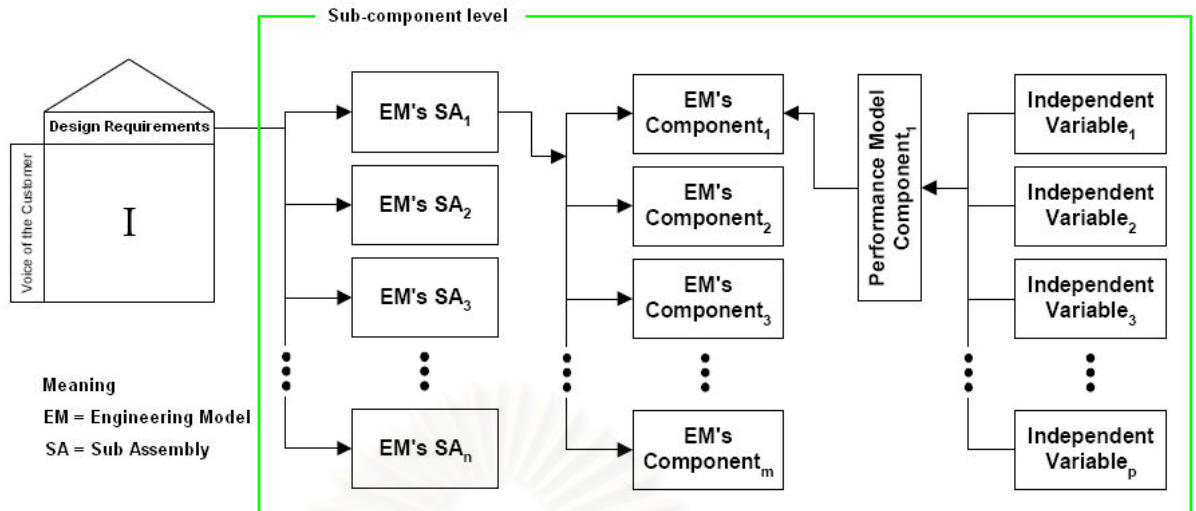 Sub-component level
Design Requirements
Voice of the Customer
I
EM's SA1
EM's SA2
EM's SA3
EM's SAn
EM's
Component1
EM's
Component2
EM's
Component3
EM's
Componentm
Performance Model
Component1
Independent
Variable1
Independent
Variable2
Independent
Variable3
Independent
Variablep
Meaning
EM = Engineering Model
SA = Sub Assembly